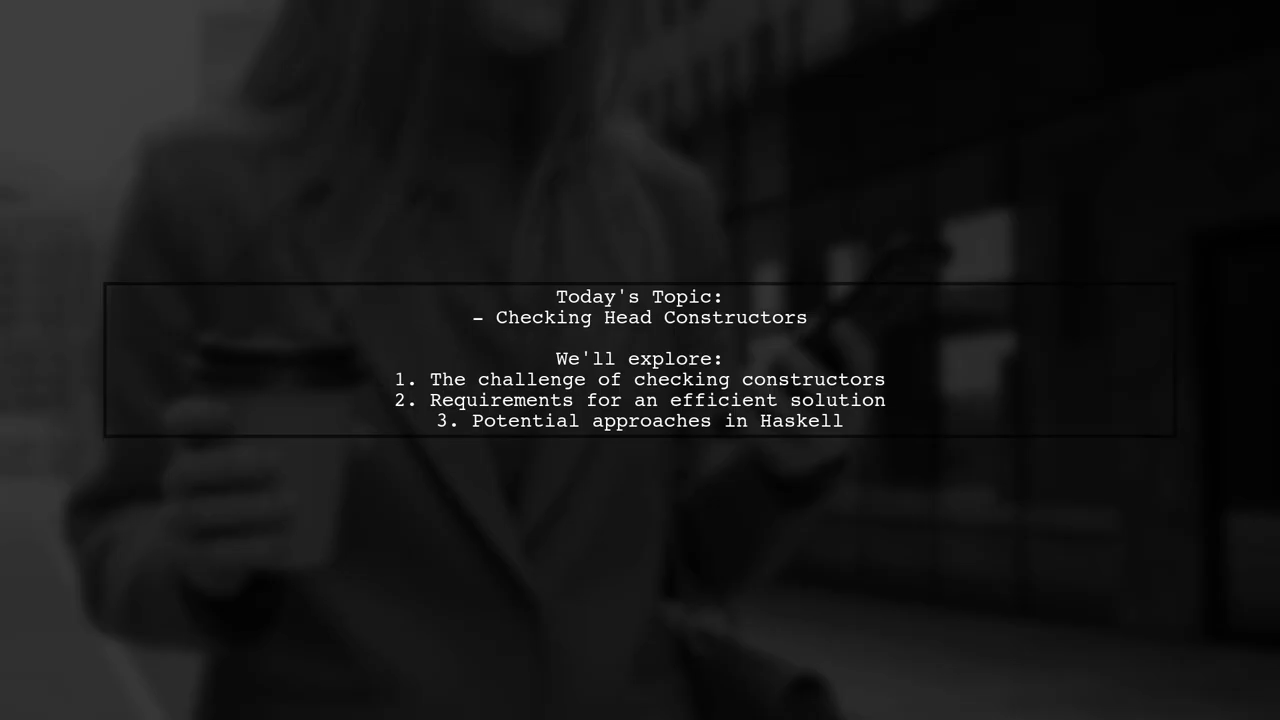 Today's Topic:
- Checking Head Constructors
We'll explore:
1. The challenge of checking constructors
2. Requirements for an efficient solution
3. Potential approaches in Haskell